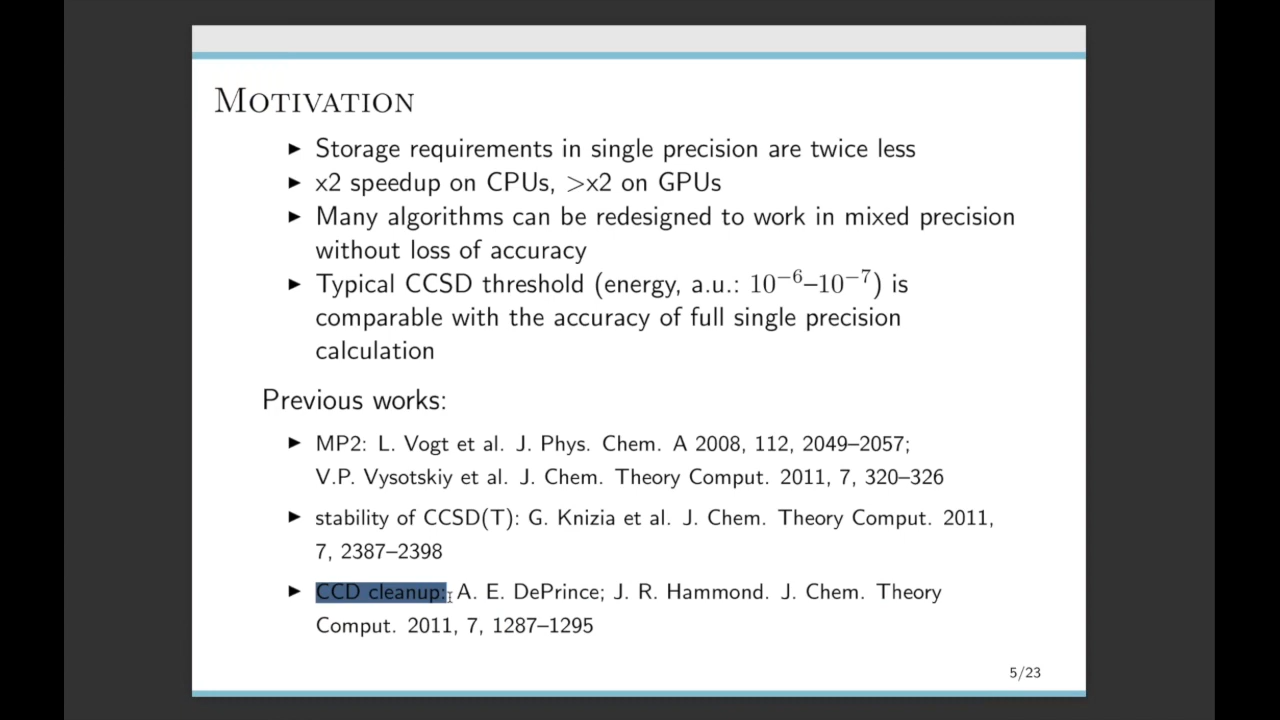 MOTIVATION
▶ Storage requirements in single precision are twice less
▶ x2 speedup on CPUs, >x2 on GPUs
▶ Many algorithms can be redesigned to work in mixed precision
without loss of accuracy
▶ Typical CCSD threshold (energy, a.u.: 10⁻⁶–10⁻⁷) is
comparable with the accuracy of full single precision
calculation
Previous works:
▶ MP2: L. Vogt et al. J. Phys. Chem. A 2008, 112, 2049–2057;
V.P. Vysotskiy et al. J. Chem. Theory Comput. 2011, 7, 320–326
▶ stability of CCSD(T): G. Knizia et al. J. Chem. Theory Comput. 2011,
7, 2387–2398
▶ CCD cleanup: A. E. DePrince; J. R. Hammond. J. Chem. Theory
Comput. 2011, 7, 1287–1295
5/23